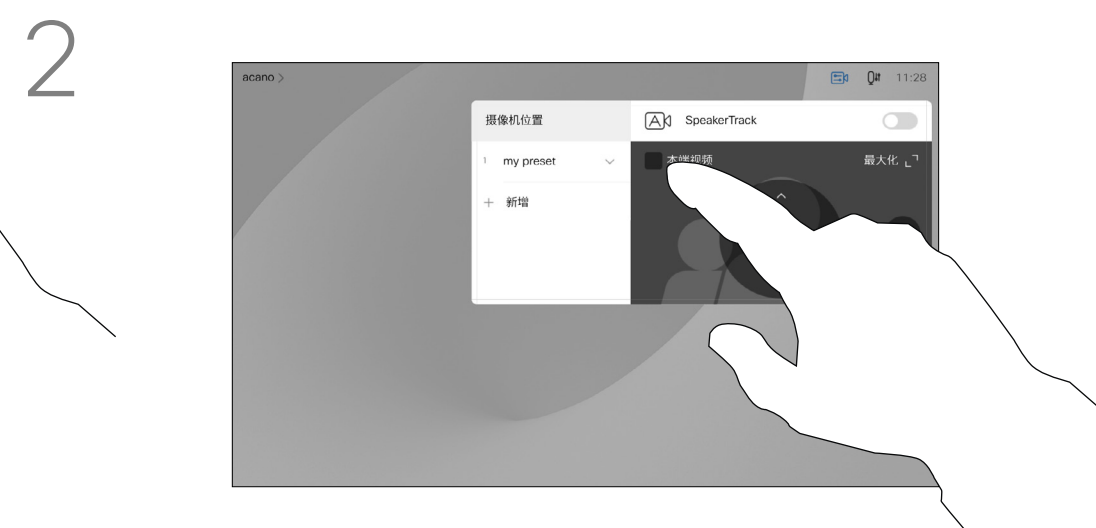 2
acano >
11:28
摄像机位置
SpeakerTrack
1 my preset
本端视频
最大化
+ 新增